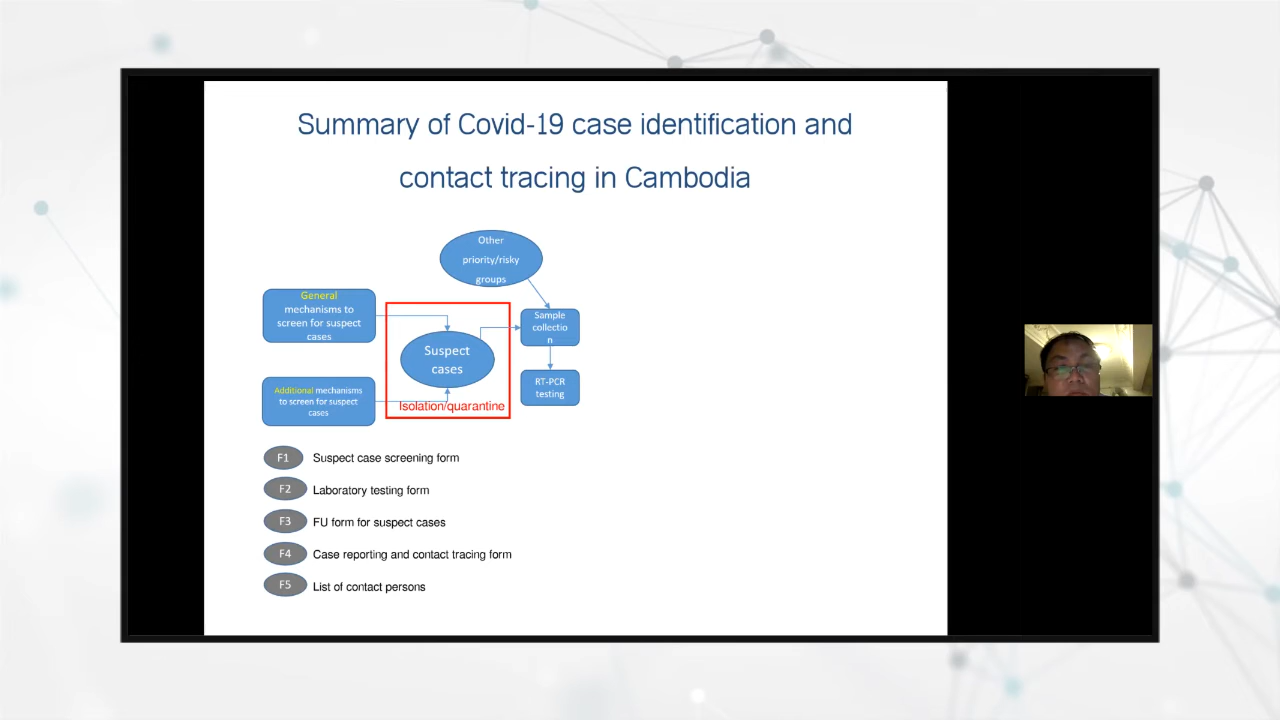 Summary of Covid-19 case identification and
contact tracing in Cambodia
Other
priority/risky
groups
General
mechanisms to
screen for suspect
cases
Suspect
cases
Sample
collectio
n
RT-PCR
testing
Additional mechanisms
to screen for suspect
cases
Isolation/quarantine
F1 Suspect case screening form
F2 Laboratory testing form
F3 FU form for suspect cases
F4 Case reporting and contact tracing form
F5 List of contact persons